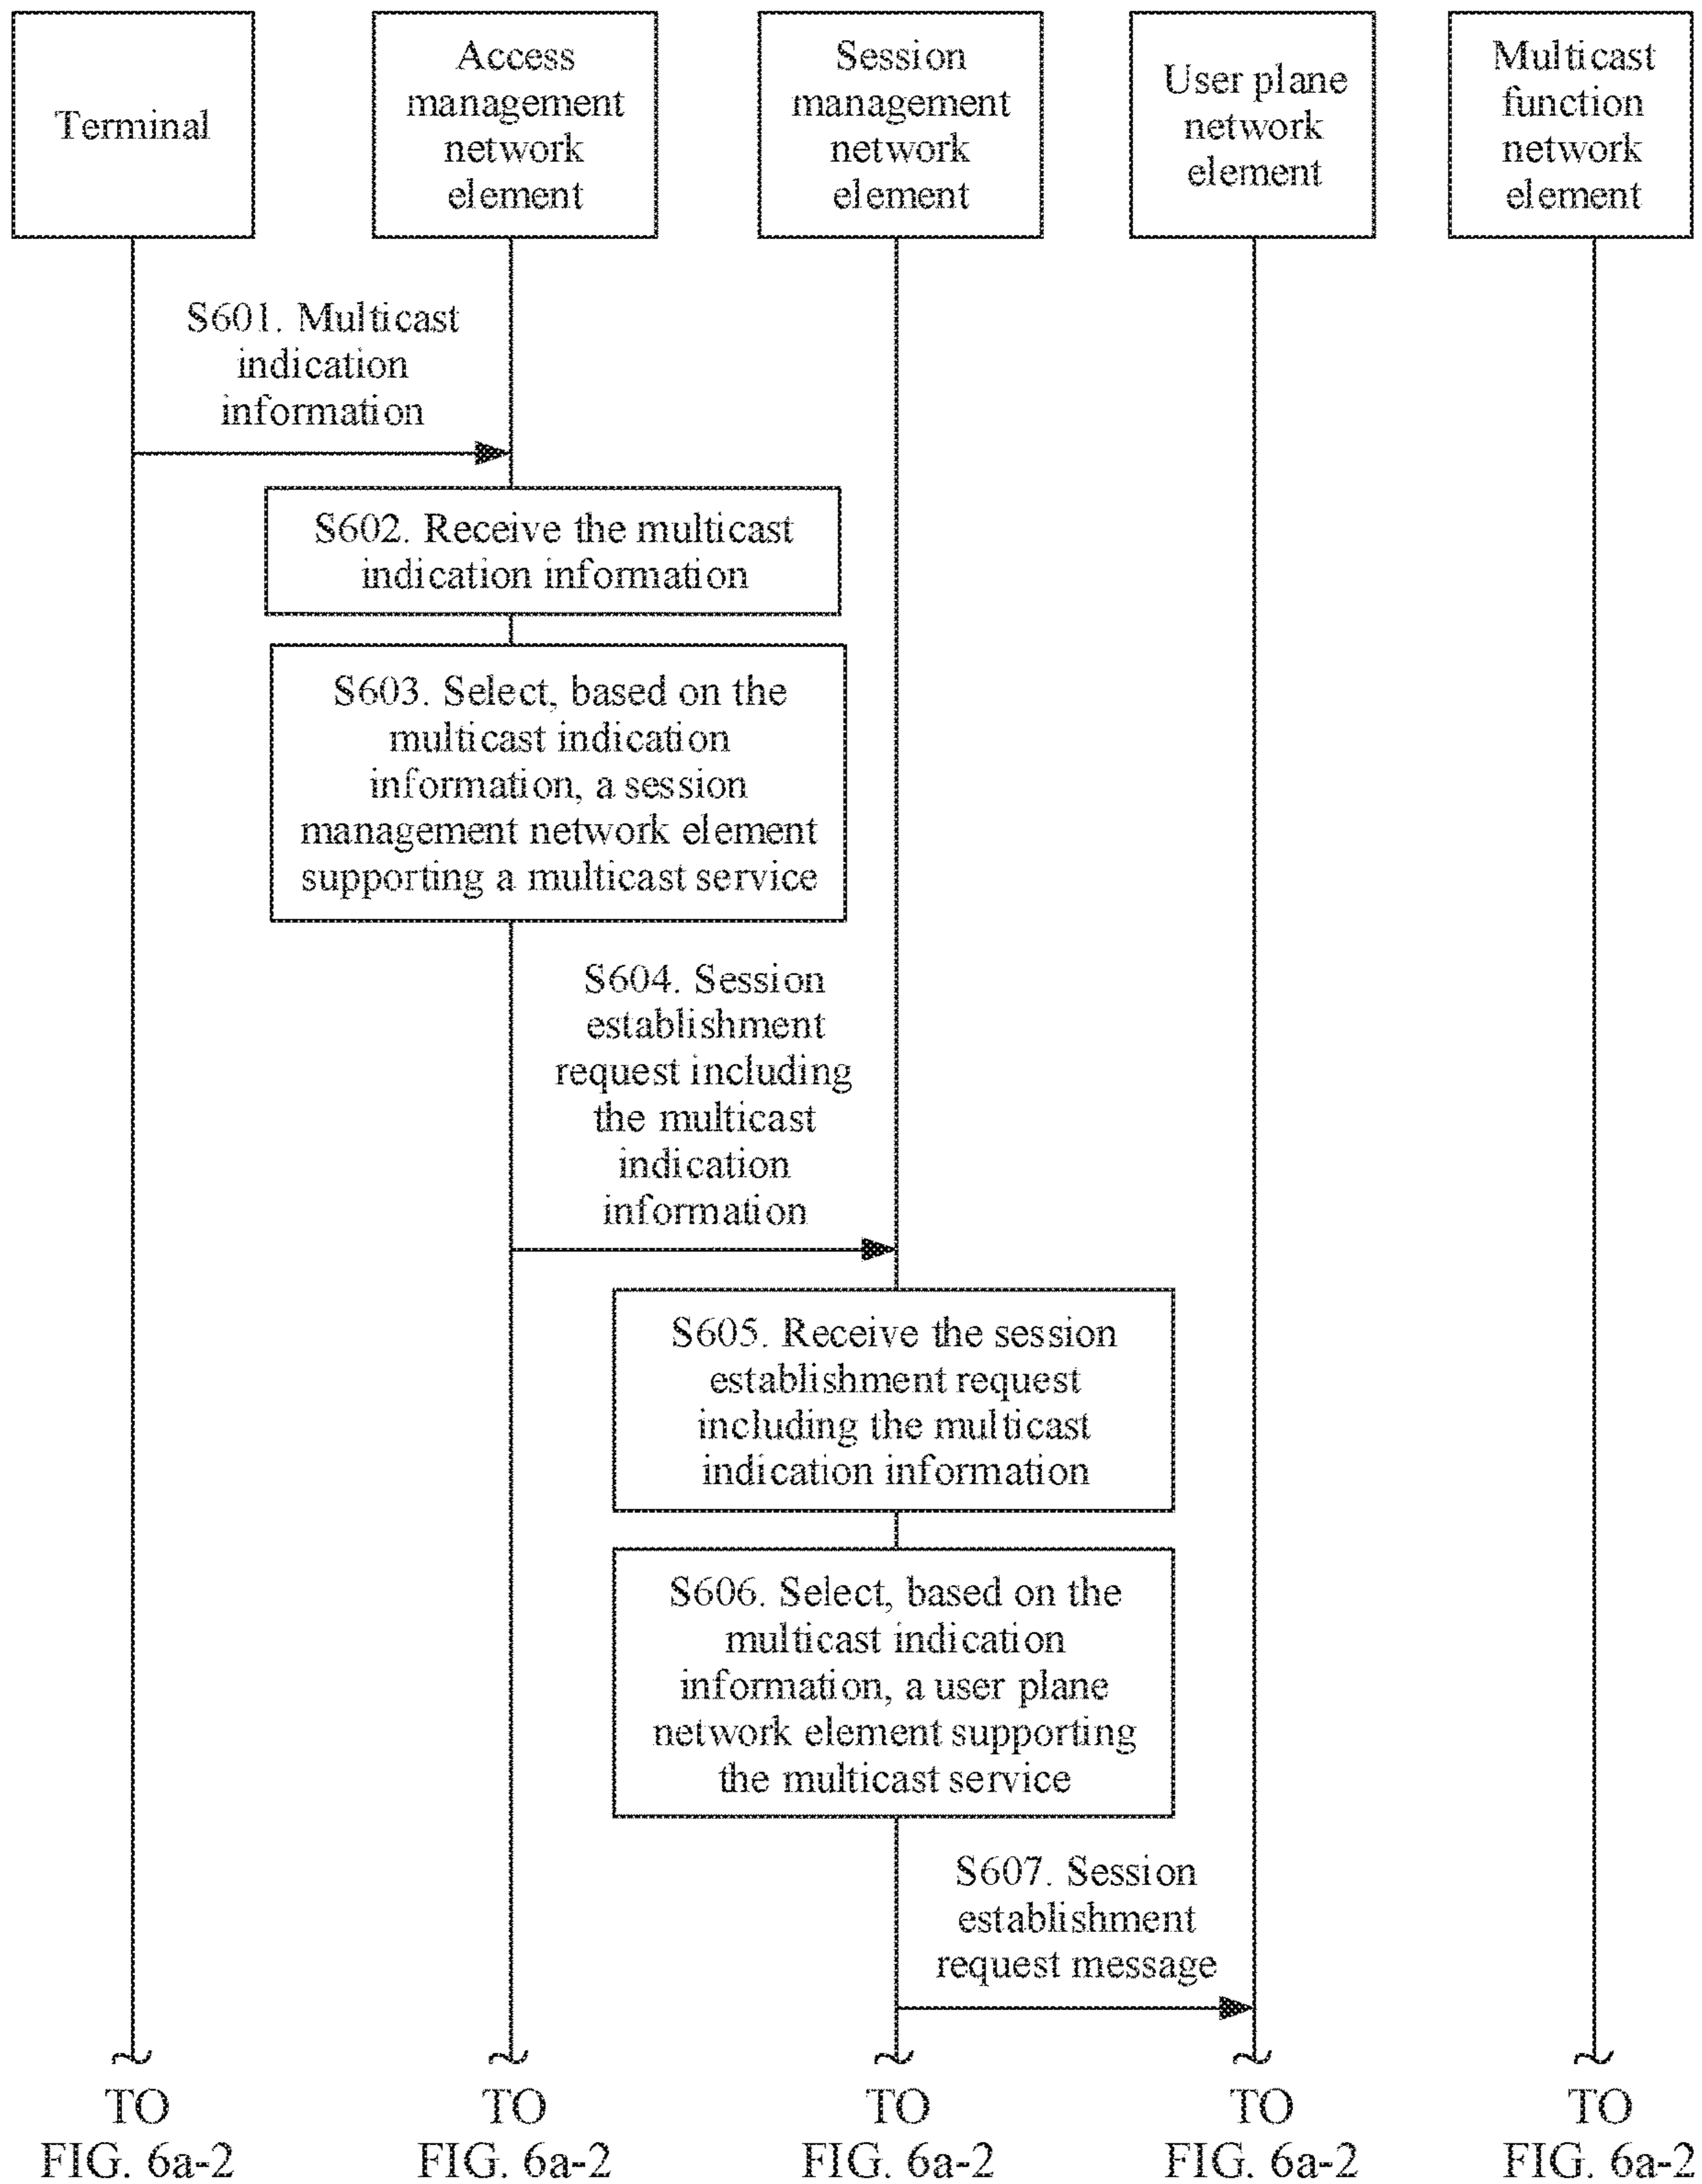 Terminal
Access
management
network
element
Session
management
network
element
User plane
network
element
Multicast
function
network
element
S601. Multicast
indication
information
S602. Receive the multicast
indication information
S603. Select, based on the
multicast indication
information, a session
management network element
supporting a multicast service
S604. Session
establishment
request including
the multicast
indication
information
S605. Receive the session
establishment request
including the multicast
indication information
S606. Select, based on the
multicast indication
information, a user plane
network element supporting
the multicast service
S607. Session
establishment
request message
TO
FIG. 6a-2
TO
FIG. 6a-2
TO
FIG. 6a-2
TO
FIG. 6a-2
TO
FIG. 6a-2